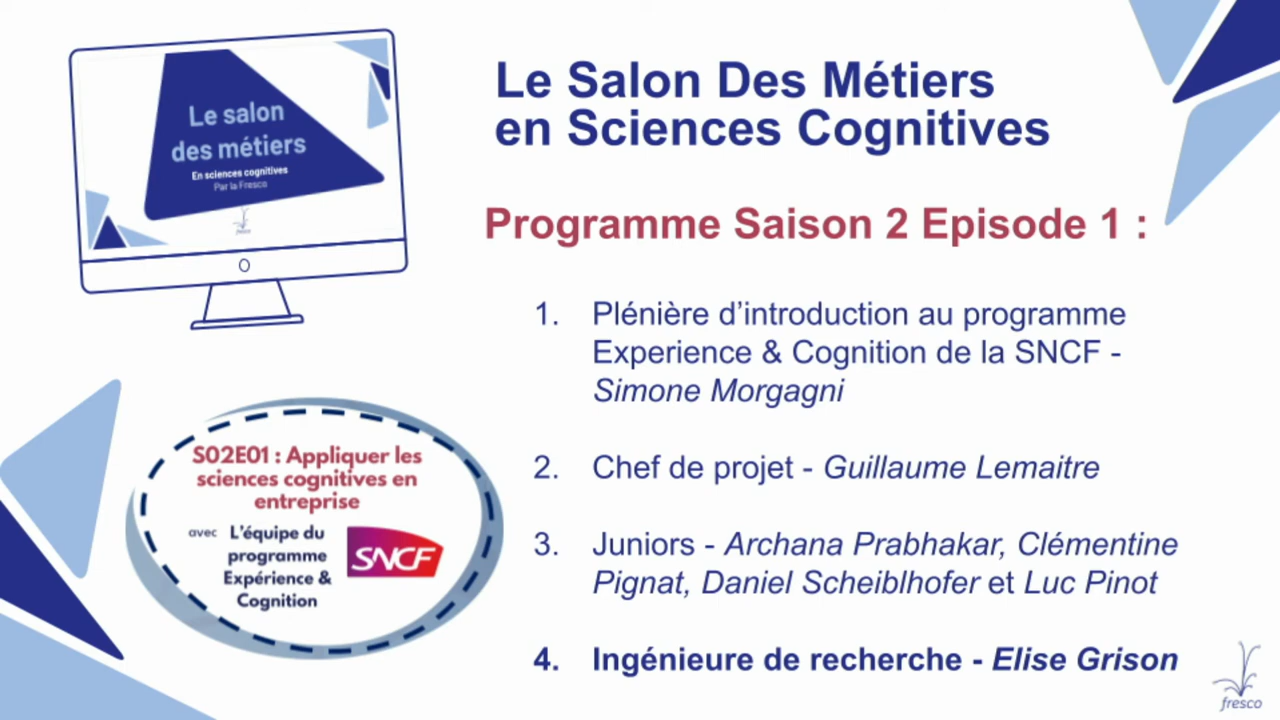 Le salon
des métiers
En sciences cognitives
Par la Fresco
fresco
Le Salon Des Métiers
en Sciences Cognitives
Programme Saison 2 Episode 1 :
1. Plénière d’introduction au programme
Experience & Cognition de la SNCF -
Simone Morgagni
2. Chef de projet - Guillaume Lemaitre
3. Juniors - Archana Prabhakar, Clémentine
Pignat, Daniel Scheiblhofer et Luc Pinot
4. Ingénieure de recherche - Elise Grison
S02E01 : Appliquer les
sciences cognitives en
entreprise
avec L’équipe du
programme
Expérience &
Cognition
SNCF
fresco